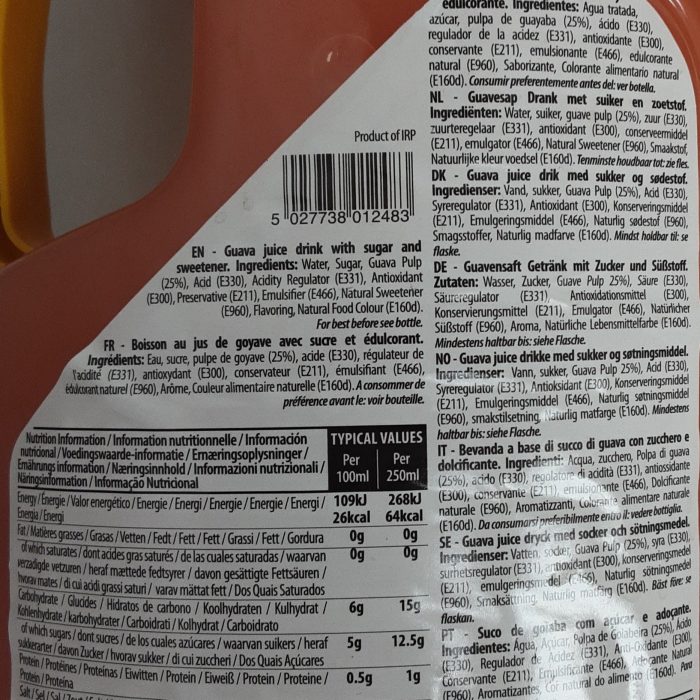 edulcorante. Ingredientes: Agua tratada,
azúcar, pulpa de guayaba (25%), ácido (E330),
regulador de la acidez (E331), antioxidante (E300),
conservante (E211), emulsionante (E466), edulcorante
natural (E960), Saborizante, Colorante alimentario natural
(E160d). Consumir preferentemente antes del: ver botella.
NL - Guavesap Drank met suiker en zoetstof.
Ingrediënten: Water, suiker, guave pulp (25%), zuur (E330),
zuurteregelaar (E331), antioxidant (E300), conserveermiddel
(E211), emulgator (E466), Natural Sweetener (E960), Smaakstof,
Natuurlijke kleur voedsel (E160d). Tenminste houdbaar tot: zie fles.
DK - Guava juice drik med sukker og sødestof.
Ingredienser: Vand, sukker, Guava Pulp (25%), Acid (E330),
Syreregulator (E331), Antioxidant (E300), Konserveringsmiddel
(E211), Emulgeringsmiddel (E466), Naturlig sødestof (E960),
Smagsstoffer, Naturlig madfarve (E160d). Mindst holdbar til: se
flaske.
DE - Guavensaft Getränk mit Zucker und Süßstoff.
Zutaten: Wasser, Zucker, Guave Pulp 25%), Säure (E330),
Säureregulator (E331), Antioxidationsmittel (E300),
Konservierungsmittel (E211), Emulgator (E466), Natürlicher
Süßstoff (E960), Aroma, Natürliche Lebensmittelfarbe (E160d).
Mindestens haltbar bis: siehe Flasche.
NO - Guava juice drikke med sukker og søtningsmiddel.
Ingredienser: Vann, sukker, Guava Pulp 25%), Acid (E330),
Syreregulator (E331), Antioksidant (E300), Konserveringsmiddel
(E211), Emulgeringsmiddel (E466), Naturlig søtningsmiddel
(E960), smakstilsetning, Naturlig matfarge (E160d). Mindestens
haltbar bis: siehe Flasche.
IT - Bevanda a base di succo di guava con zucchero e
dolcificante. Ingredienti: Acqua, zucchero, Polpa di guava
(25%), acido (E330), regolatore di acidità (E331), antiossidante
(E300), conservante (E211), emulsionante (E466), Dolcificante
naturale (E960), Aromatizzanti, Colorante alimentare naturale
(E160d). Da consumarsi preferibilmente entro il: vedere bottiglia.
SE - Guava juice dryck med socker och sötningsmedel.
Ingredienser: Vatten, socker, Guava Pulp (25%), syra (E330),
surhetsregulator (E331), antioxidant (E300), konserveringsmedel
(E211), emulgeringsmedel (E466), Naturlig sötningsmedel
(E960), Smaksättning, Naturlig matfärg (E160d). Bäst före: se
flaskan.
PT - Suco de goiaba com açúcar e adoçante.
Ingredientes: Água, Açúcar, Polpa de Golabeira (25%), Ácido
(E330), Regulador de Acidez (E331), Anti-Oxidante (E300)
Conservante (E211), Emulsificante (E466), Adoçante Natural
(E960), Aromatizantes, Cor natural do alimento (E160d). Para
Product of IRP
5 027738 012483
EN - Guava juice drink with sugar and
sweetener. Ingredients: Water, Sugar, Guava Pulp
(25%), Acid (E330), Acidity Regulator (E331), Antioxidant
(E300), Preservative (E211), Emulsifier (E466), Natural Sweetener
(E960), Flavoring, Natural Food Colour (E160d).
For best before see bottle.
FR - Boisson au jus de goyave avec sucre et édulcorant.
Ingrédients: Eau, sucre, pulpe de goyave (25%), acide (E330), régulateur de
l'acidité (E331), antioxydant (E300), conservateur (E211), émulsifiant (E466),
édulcorant naturel (E960), Arôme, Couleur alimentaire naturelle (E160d). A consommer de
préférence avant le: voir bouteille.
Nutrition Information / Information nutritionnelle / Información
nutricional / Voedingswaarde-informatie / Ernæringsoplysninger /
Ernährungs information / Næringsinnhold / Informazioni nutrizionali /
Näringsinformation / Informação Nutricional
TYPICAL VALUES
Per 100ml Per 250ml
Energy / Energie / Valor energético / Energie / Energi / Energie / Energie / Energi / 109kJ 268kJ
Energia / Energi 26kcal 64kcal
Fat / Matières grasses / Grasas / Vetten / Fedt / Fett / Fett / Grassi / Fett / Gordura 0g 0g
of which saturates / dont acides gras saturés / de las cuales saturadas / waarvan 0g 0g
verzadigde vetzuren / heraf mættede fedtsyrer / davon gesättigte Fettsäuren /
hvorav mates / di cui acidi grassi saturi / varav mättat fett / Dos Quais Saturados
Carbohydrate / Glucides / Hidratos de carbono / Koolhydraten / Kulhydrat / 6g 15g
Kohlenhydrate / karbohydrater / Carboidrati / Kolhydrat / Carboidrato
of which sugars / dont sucres / de los cuales azúcares / waarvan suikers / heraf 5g 12.5g
sukkerarter / davon Zucker / hvorav sukker / di cui zuccheri / Dos Quais Açúcares
Protein / Protéines / Proteínas / Eiwitten / Protein / Eiweiß / Protein / Proteine / 0.5g 1g
Protein / Proteína
Salt / Sel / Sal / Zout